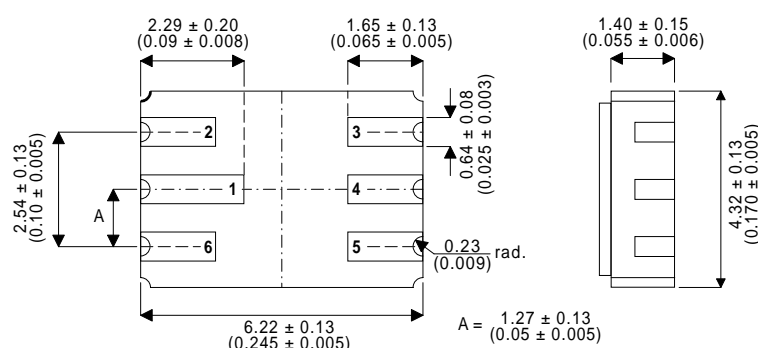 2.29 ± 0.20
(0.09 ± 0.008)
1.65 ± 0.13
(0.065 ± 0.005)
1.40 ± 0.15
(0.055 ± 0.006)
2
3
0.64 ± 0.08
(0.025 ± 0.003)
2.54 ± 0.13
(0.10 ± 0.005)
A
1
4
4.32 ± 0.13
(0.170 ± 0.005)
6
5
0.23
(0.009)
rad.
6.22 ± 0.13
(0.245 ± 0.005)
A = 1.27 ± 0.13
(0.05 ± 0.005)